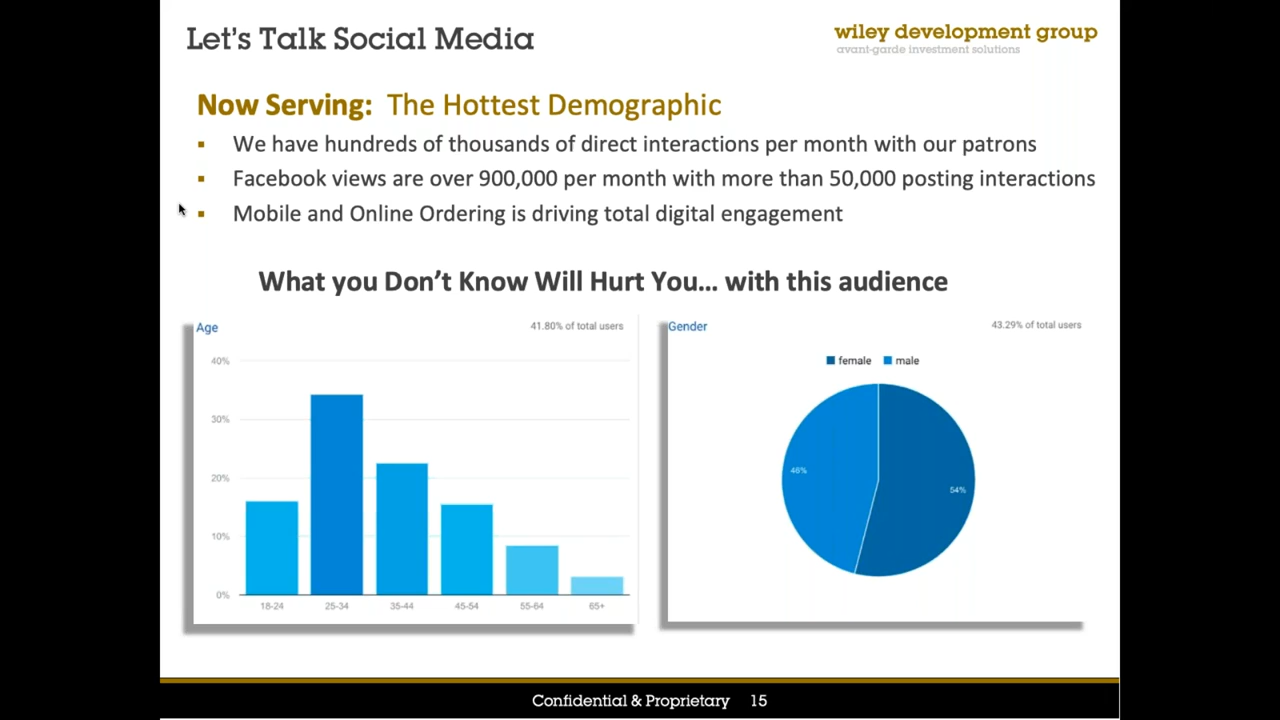 Let's Talk Social Media
wiley development group
avant-garde investment solutions
Now Serving: The Hottest Demographic
▪ We have hundreds of thousands of direct interactions per month with our patrons
▪ Facebook views are over 900,000 per month with more than 50,000 posting interactions
▪ Mobile and Online Ordering is driving total digital engagement
What you Don't Know Will Hurt You... with this audience
Age
41.80% of total users
40%
30%
20%
10%
0%
18-24 25-34 35-44 45-54 55-64 65+
Gender
43.29% of total users
female male
46%
54%
Confidential & Proprietary 15